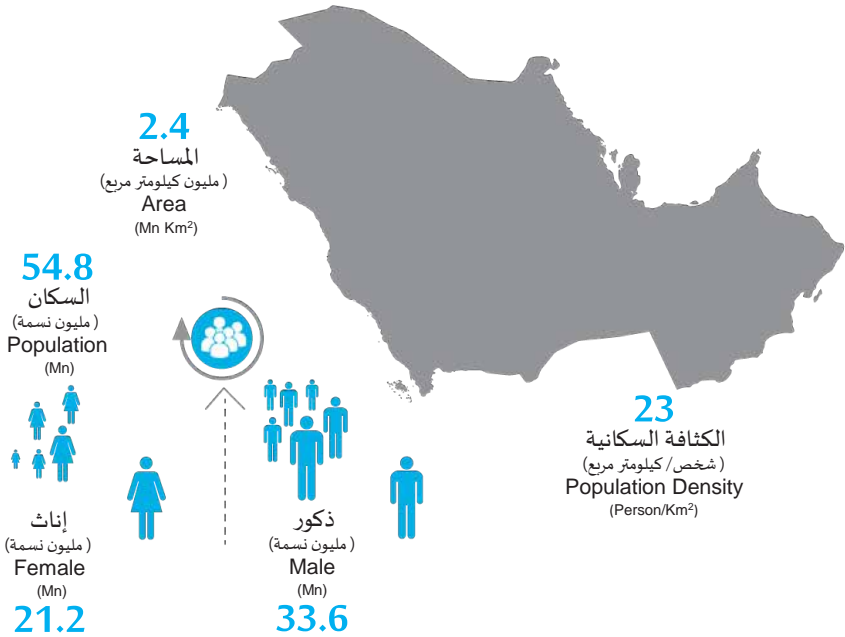 2.4
المساحة
(مليون كيلومتر مربع)
Area
(Mn Km²)
54.8
السكان
(مليون نسمة)
Population
(Mn)
23
الكثافة السكانية
(شخص/ كيلومتر مربع)
Population Density
(Person/Km²)
إناث
(مليون نسمة)
Female
(Mn)
21.2
ذكور
(مليون نسمة)
Male
(Mn)
33.6